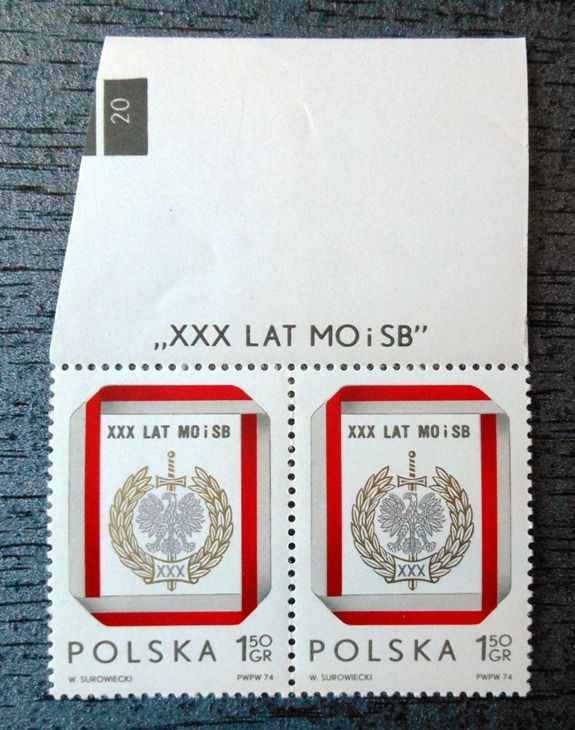 20
„XXX LAT MO i SB”
XXX LAT MO i SB
XXX
POLSKA 1 50 GR
W. SUROWIECKI PWPW 74
XXX LAT MO i SB
XXX
POLSKA 1 50 GR
W. SUROWIECKI PWPW 74